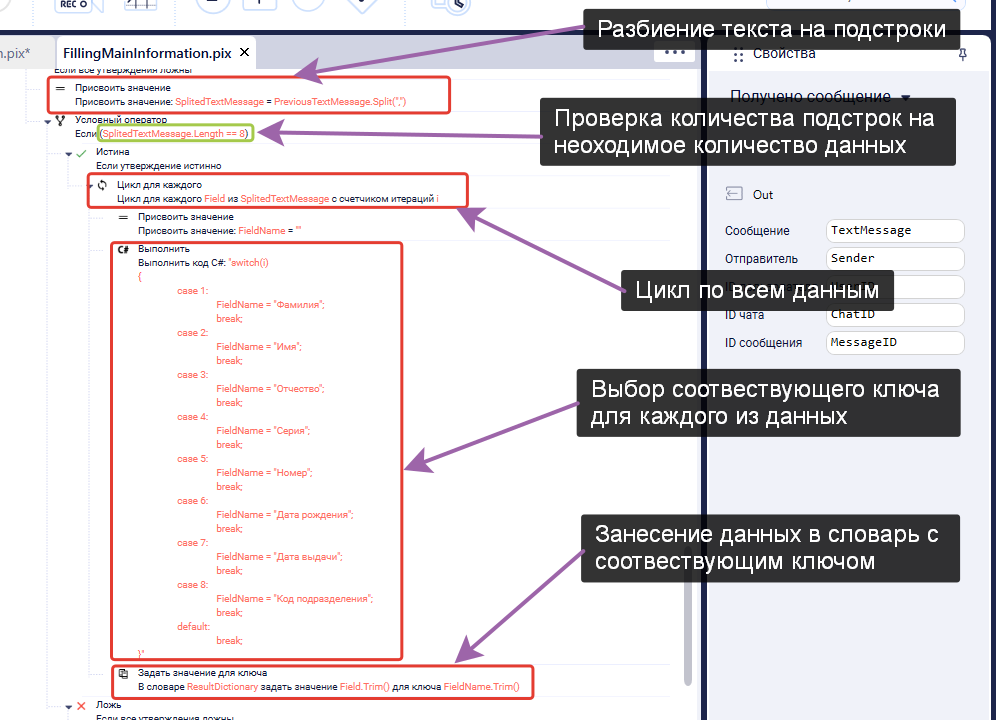 REC
n.pix*
FillingMainInformation.pix ×
Если все утверждения ложны
Присвоить значение
Присвоить значение: SplitedTextMessage = PreviousTextMessage.Split(",")
Условный оператор
Если (SplitedTextMessage.Length == 8)
Истина
Если утверждение истинно
Цикл для каждого
Цикл для каждого Field из SplitedTextMessage с счетчиком итераций i
Присвоить значение
Присвоить значение: FieldName = ""
C# Выполнить
Выполнить код C#: "switch(i)
{
case 1:
FieldName = "Фамилия";
break;
case 2:
FieldName = "Имя";
break;
case 3:
FieldName = "Отчество";
break;
case 4:
FieldName = "Серия";
break;
case 5:
FieldName = "Номер";
break;
case 6:
FieldName = "Дата рождения";
break;
case 7:
FieldName = "Дата выдачи";
break;
case 8:
FieldName = "Код подразделения";
break;
default:
break;
}"
Задать значение для ключа
В словаре ResultDictionary задать значение Field.Trim() для ключа FieldName.Trim()
Ложь
Если все утверждения ложны
Разбиение текста на подстроки
Свойства
Получено сообщение
Проверка количества подстрок на
неоходимое количество данных
Out
Сообщение TextMessage
Отправитель Sender
Цикл по всем данным
ID чата ChatID
ID сообщения MessageID
Выбор соотвествующего ключа
для каждого из данных
Занесение данных в словарь с
соотвествующим ключом